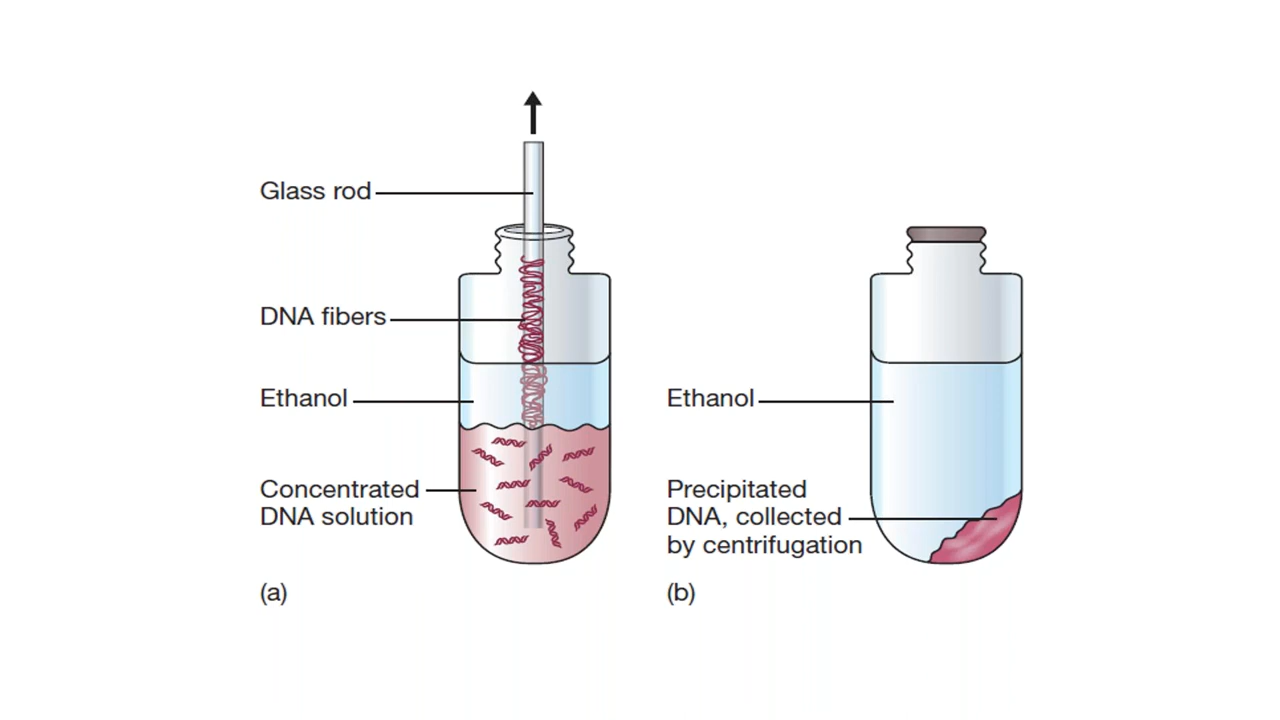 Glass rod
DNA fibers
Ethanol
Concentrated
DNA solution
(a)
Ethanol
Precipitated
DNA, collected
by centrifugation
(b)